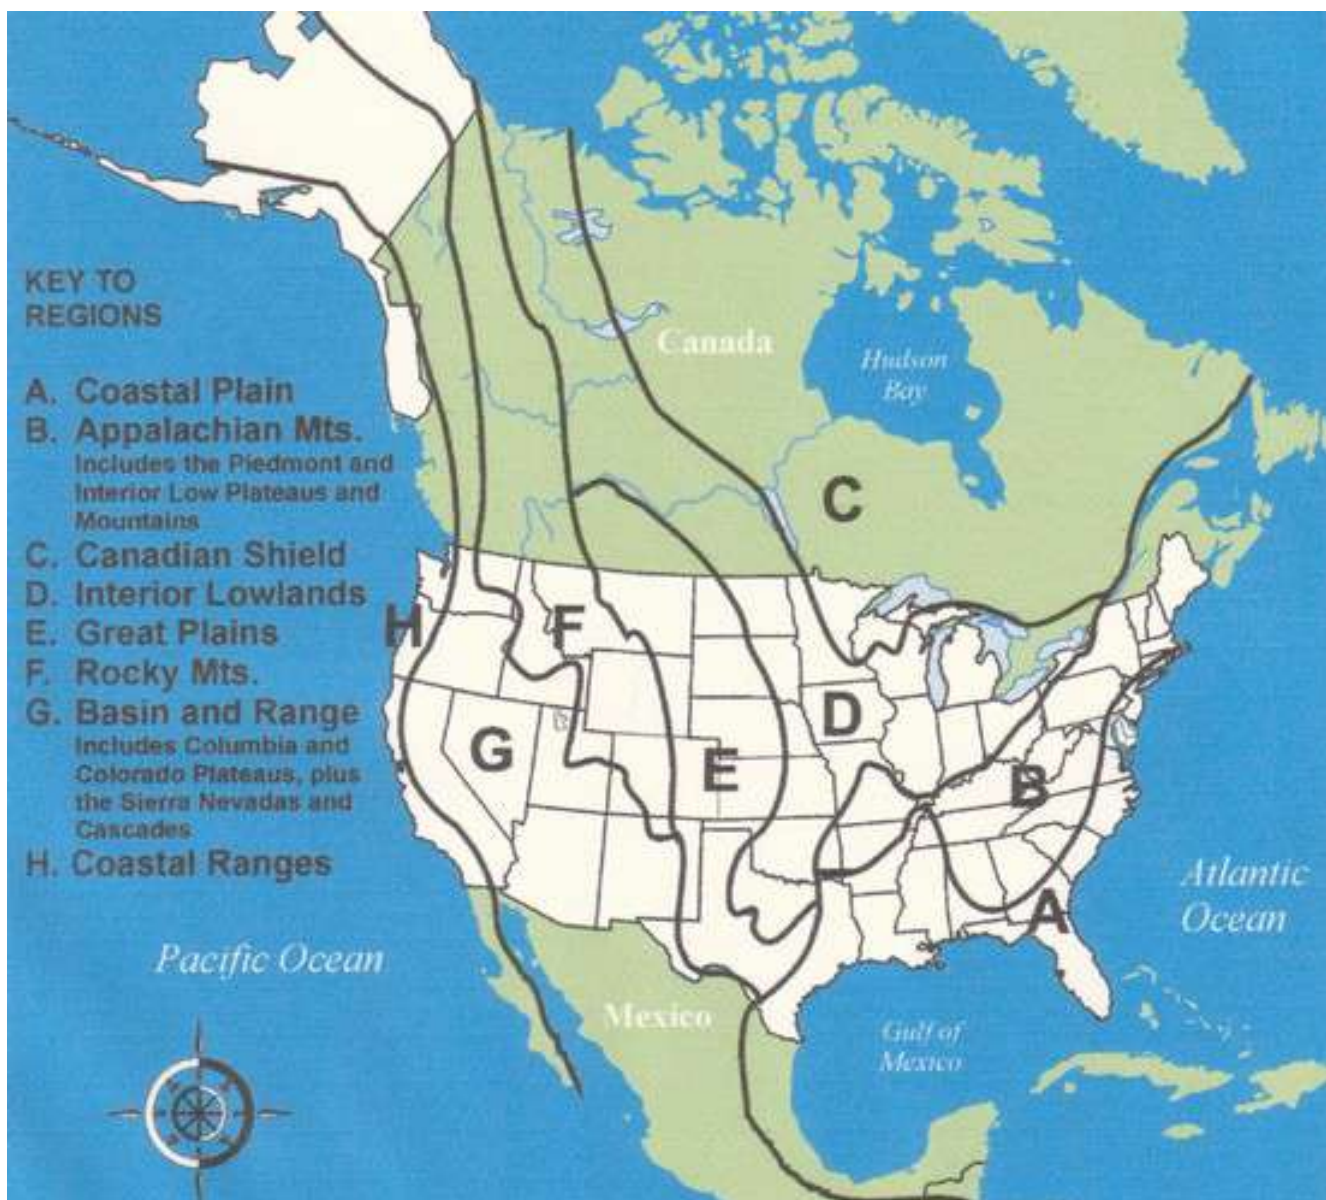 KEY TO
REGIONS
A. Coastal Plain
B. Appalachian Mts.
Includes the Piedmont and
Interior Low Plateaus and
Mountains
C. Canadian Shield
D. Interior Lowlands
E. Great Plains
F. Rocky Mts.
G. Basin and Range
Includes Columbia and
Colorado Plateaus, plus
the Sierra Nevadas and
Cascades
H. Coastal Ranges
Canada
Hudson
Bay
C
H
F
D
G
E
B
A
Atlantic
Ocean
Pacific Ocean
Mexico
Gulf of
Mexico